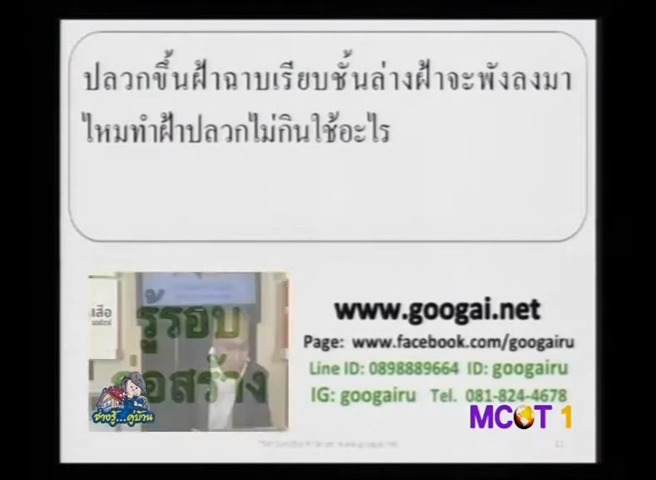 ปลวกขึ้นฝ้าฉาบเรียบชั้นล่างฝ้าจะพังลงมา
ไหมทำฝ้าปลวกไม่กินใช้อะไร
รู้รอบ
ก่อสร้าง
ช่างรู้...คู่บ้าน
www.googai.net
Page: www.facebook.com/googairu
Line ID: 0898889664 ID: googairu
IG: googairu Tel. 081-824-4678
MCOT 1